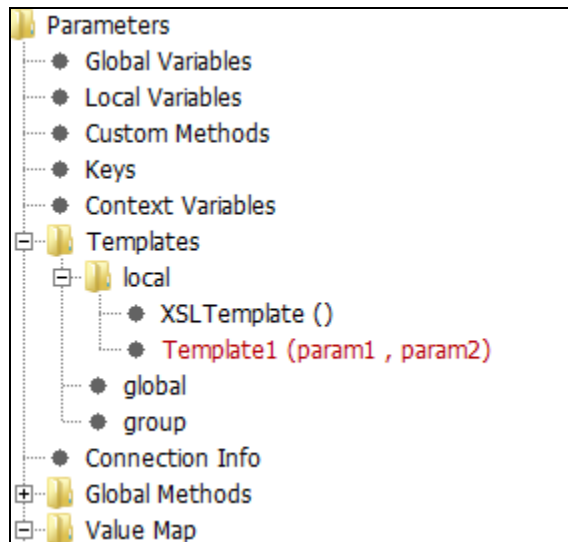 Parameters
Global Variables
Local Variables
Custom Methods
Keys
Context Variables
Templates
local
XSLTemplate ()
Template1 (param1 , param2)
global
group
Connection Info
Global Methods
Value Map